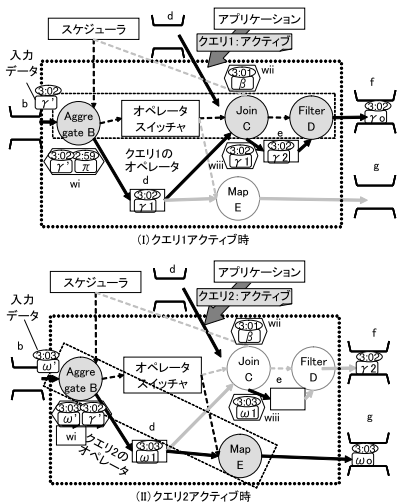 d
アプリケーション
スケジューラ
クエリ1:アクティブ
入力
データ
3:01
β
wii
f
b
3:02
γ'
Aggre
gate B
オペレータ
スイッチャ
Join
C
Filter
D
3:02
γo
e
3:02
γ'
2:59
π
wi
クエリ1の
オペレータ
wiii
3:02
γ1
3:02
γ2
g
d
3:02
γ1
Map
E
(I)クエリ1アクティブ時
d
アプリケーション
スケジューラ
クエリ2:アクティブ
入力
データ
3:01
β
wii
f
b
3:03
ω'
Aggre
gate B
オペレータ
スイッチャ
Join
C
Filter
D
3:02
γ2
e
3:03
ω'
3:02
γ'
wi
クエリ2の
オペレータ
3:03
ω1
wiii
g
d
3:03
ω1
Map
E
3:03
ωo
(II)クエリ2アクティブ時